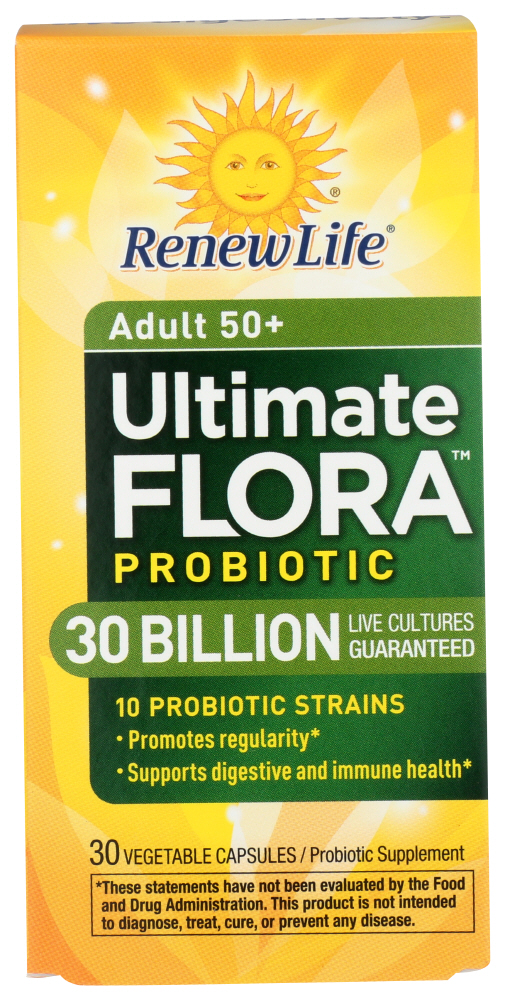 ®
RenewLife®
Adult 50+
Ultimate
FLORA™
PROBIOTIC
30 BILLION LIVE CULTURES
GUARANTEED
10 PROBIOTIC STRAINS
• Promotes regularity*
• Supports digestive and immune health*
30 VEGETABLE CAPSULES / Probiotic Supplement
*These statements have not been evaluated by the Food
and Drug Administration. This product is not intended
to diagnose, treat, cure, or prevent any disease.